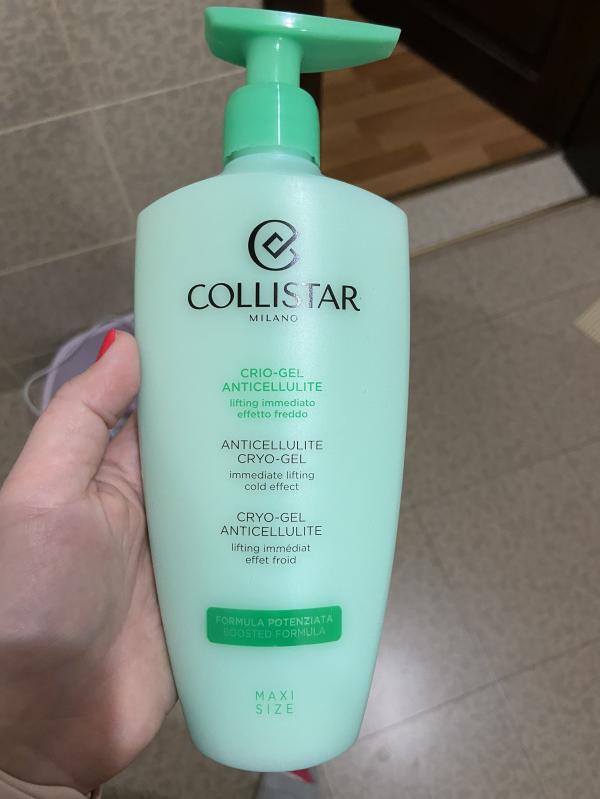 COLLISTAR
MILANO
CRIO-GEL
ANTICELLULITE
lifting immediato
effetto freddo
ANTICELLULITE
CRYO-GEL
immediate lifting
cold effect
CRYO-GEL
ANTICELLULITE
lifting immédiat
effet froid
FORMULA POTENZIATA
BOOSTED FORMULA
MAXI
SIZE